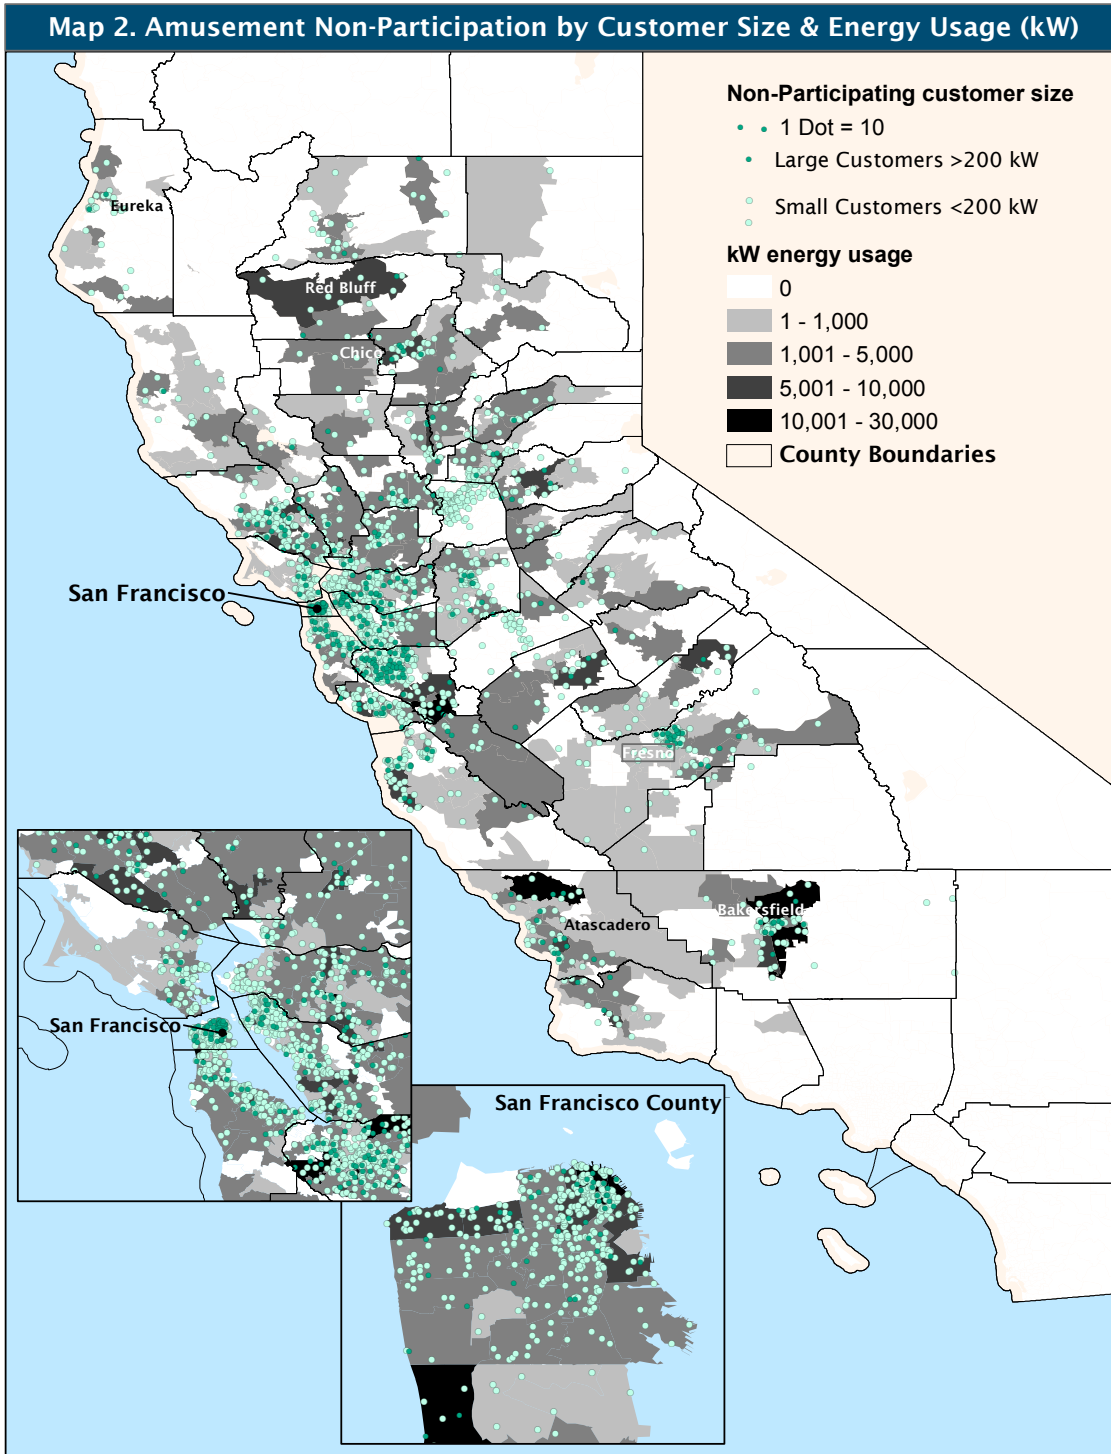 Map 2. Amusement Non-Participation by Customer Size & Energy Usage (kW)
Non-Participating customer size
1 Dot = 10
Large Customers >200 kW
Small Customers <200 kW
kW energy usage
0
1 - 1,000
1,001 - 5,000
5,001 - 10,000
10,001 - 30,000
County Boundaries
Eureka
Red Bluff
Chico
San Francisco
Fresno
Bakersfield
Atascadero
San Francisco
San Francisco County